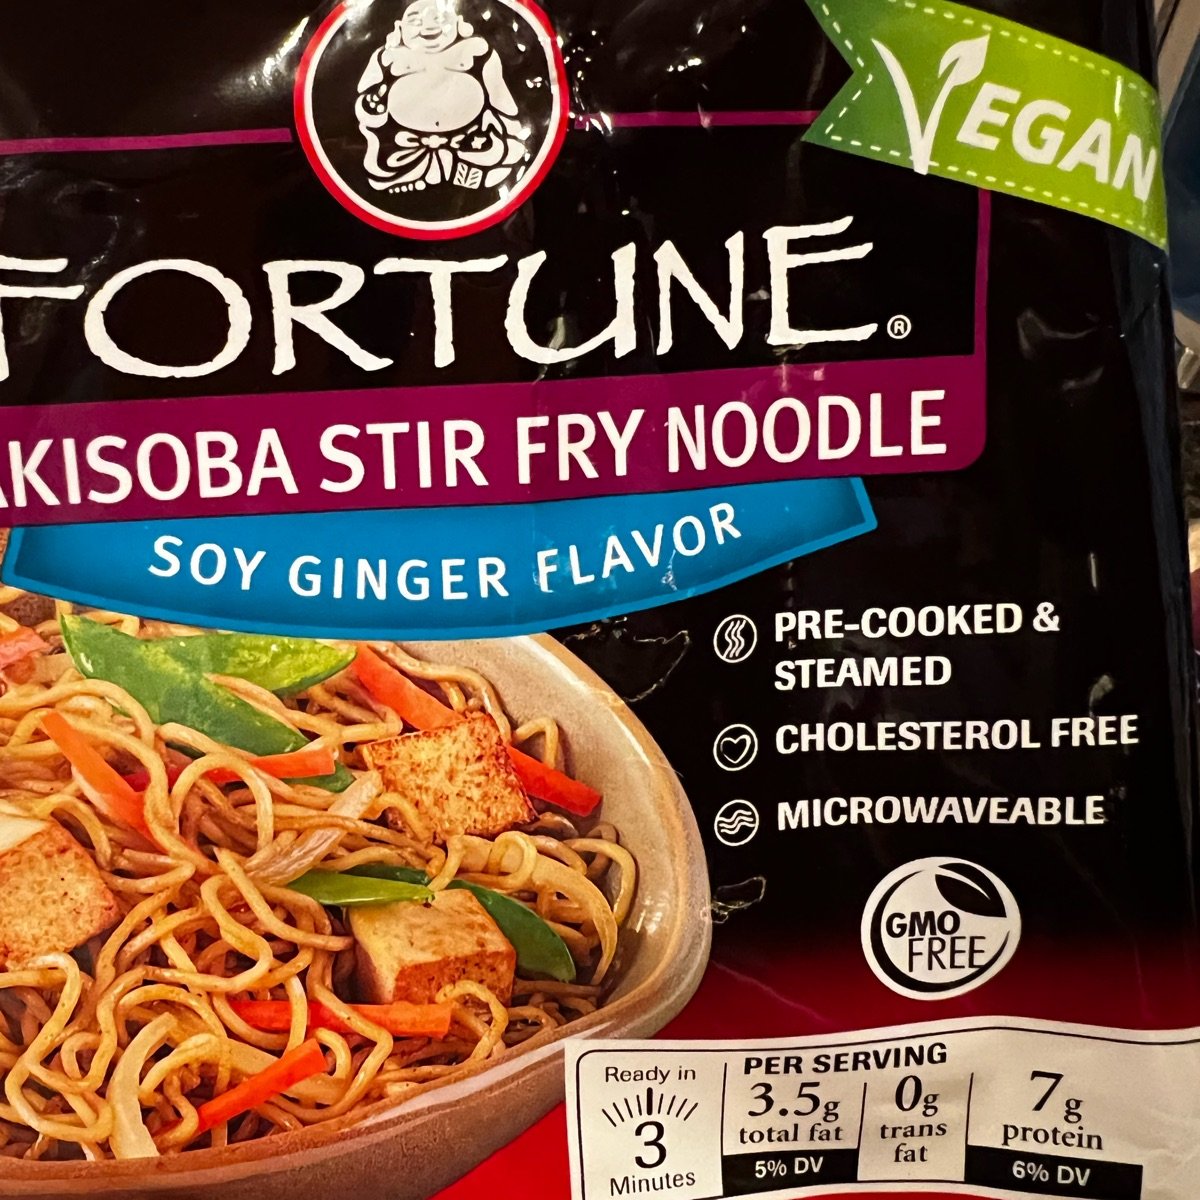 VEGAN
FORTUNE®
AKISOBA STIR FRY NOODLE
SOY GINGER FLAVOR
PRE-COOKED &
STEAMED
CHOLESTEROL FREE
MICROWAVEABLE
GMO
FREE
Ready in
3
Minutes
PER SERVING
3.5g
total fat
5% DV
0g
trans
fat
7g
protein
6% DV